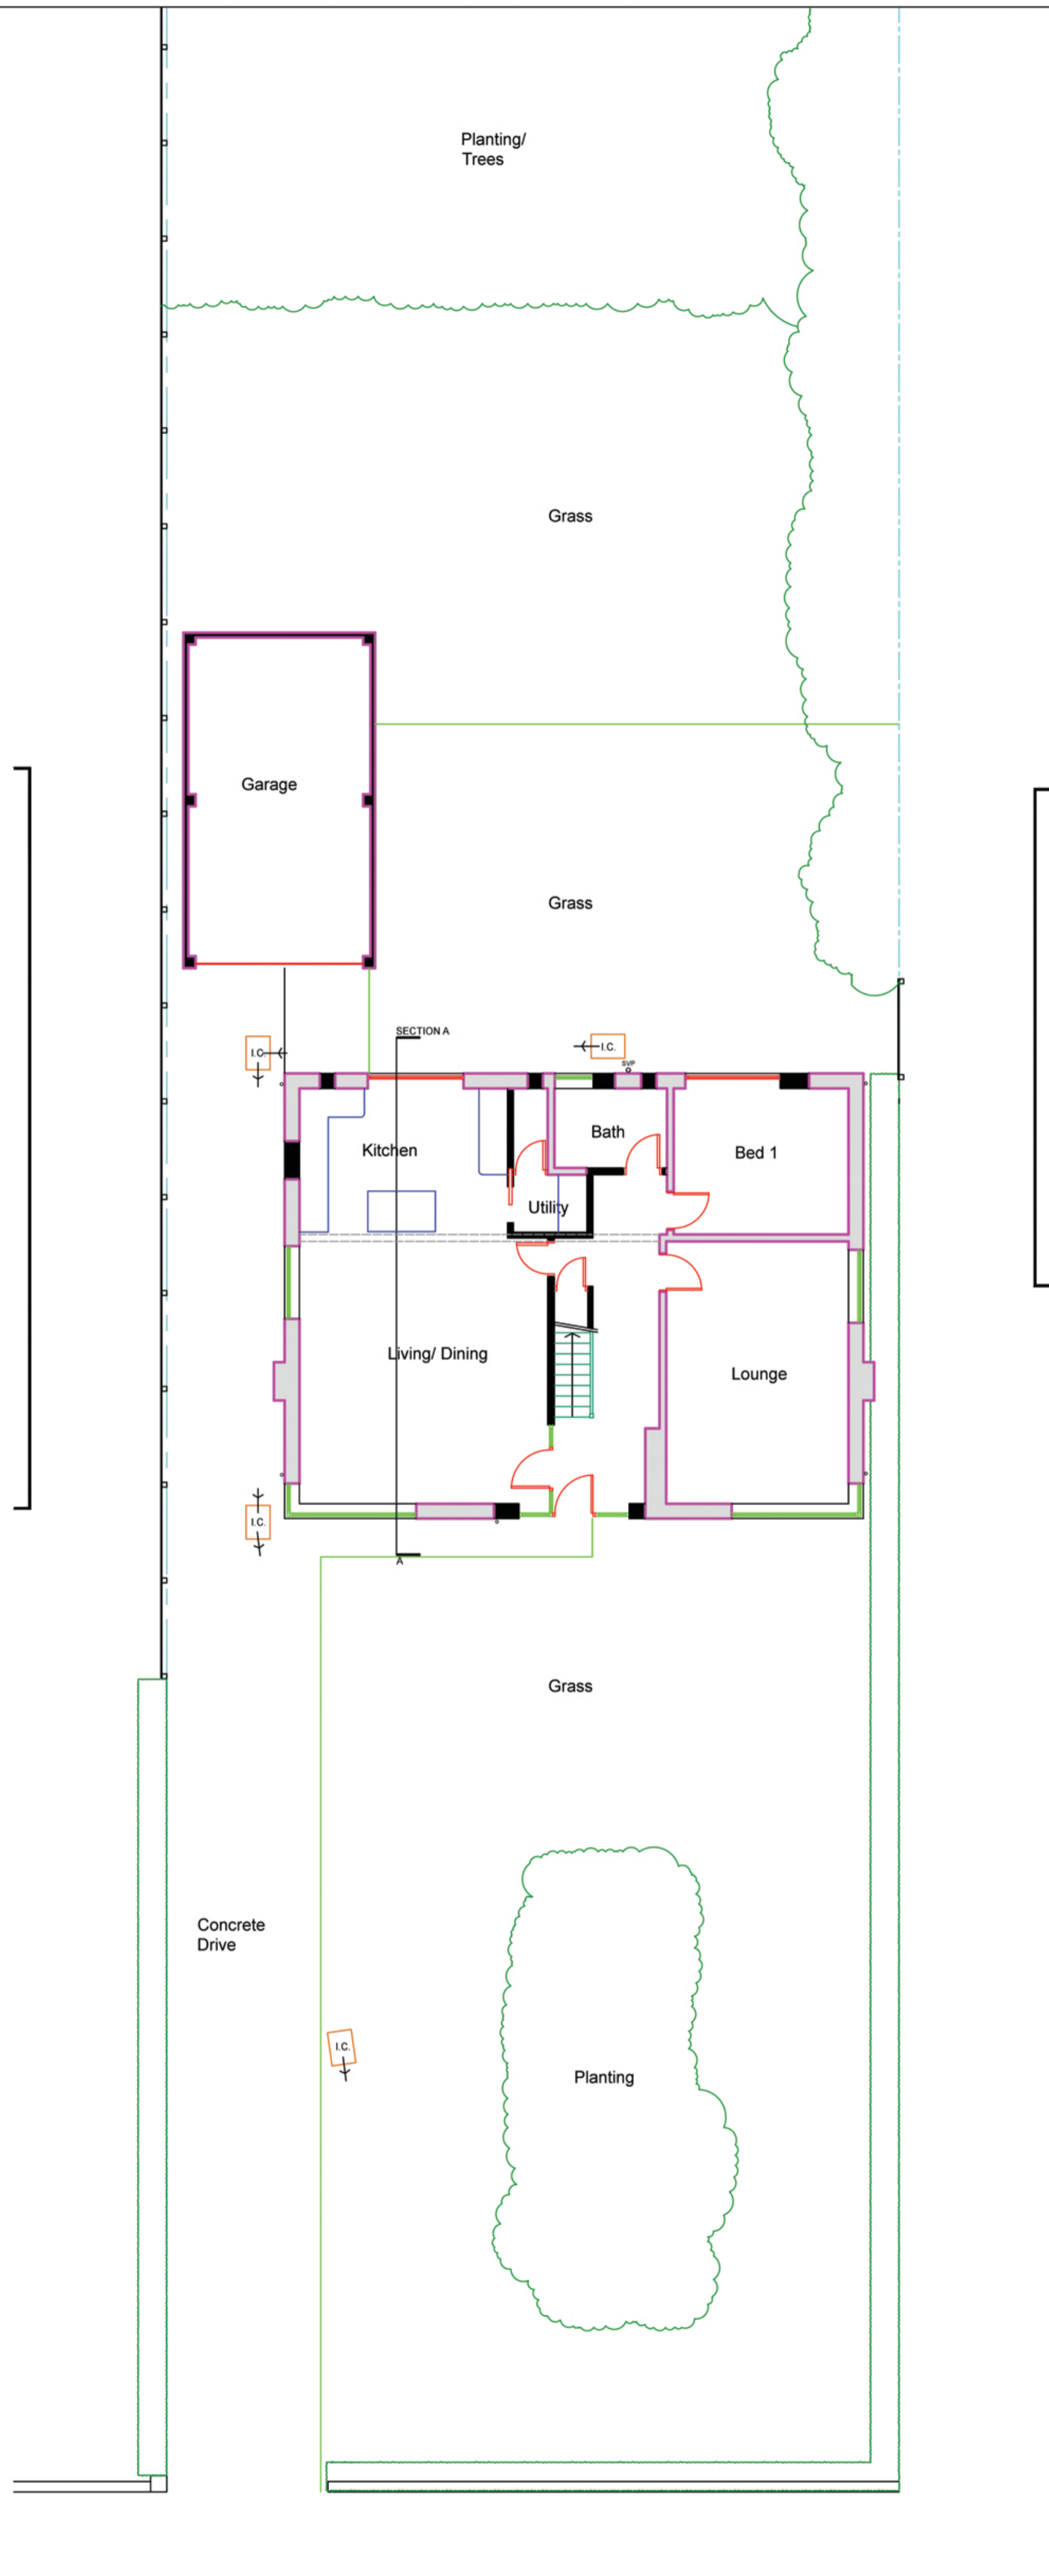 Planting/
Trees
Grass
Garage
Grass
SECTION A
I.C.
I.C.
SVP
Bath
Kitchen
Bed 1
Utility
Living/ Dining
Lounge
I.C.
A
Grass
Concrete
Drive
I.C.
Planting